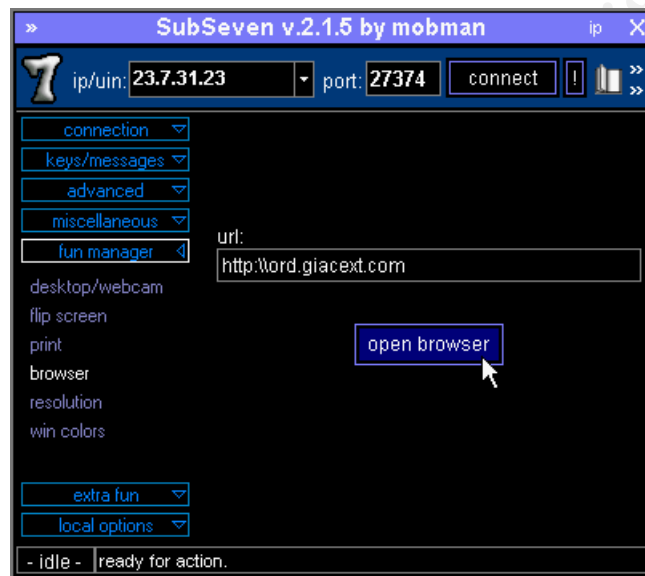 » SubSeven v.2.1.5 by mobman ip X
7 ip/uin: 23.7.31.23 port: 27374 connect ! »
»
connection
keys/messages
advanced
miscellaneous
fun manager
url:
http:\\ord.giacext.com
desktop/webcam
flip screen
print
open browser
browser
resolution
win colors
extra fun
local options
- idle - ready for action.